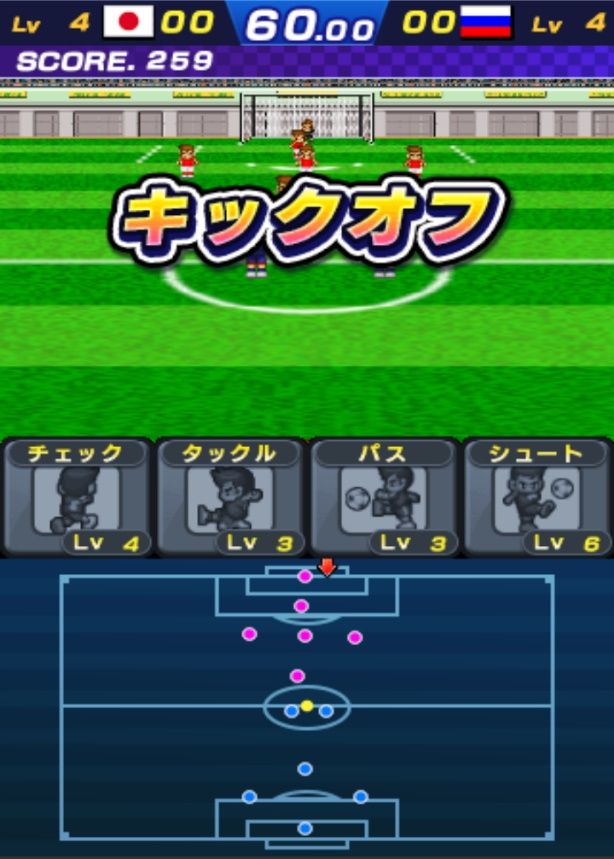 Lv 4 00 60.00 00 Lv 4
SCORE. 259
キックオフ
チェック タックル パス シュート
Lv 4 Lv 3 Lv 3 Lv 6